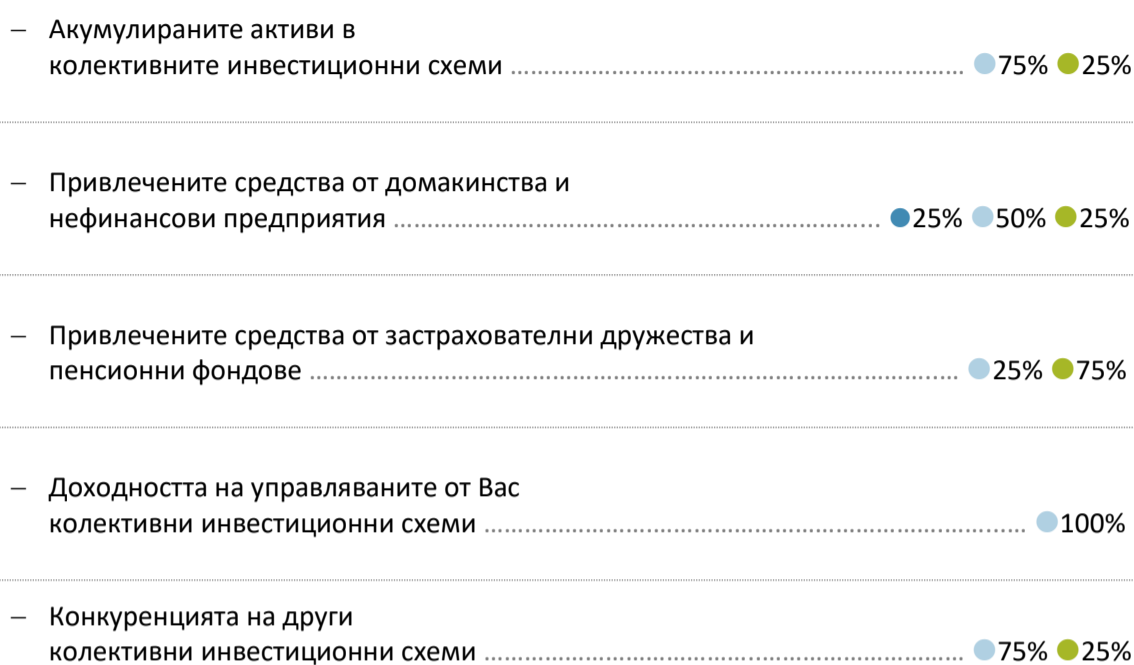 – Акумулираните активи в
колективните инвестиционни схеми ........................................................................ 75% 25%
– Привлечените средства от домакинства и
нефинансови предприятия ........................................................................ 25% 50% 25%
– Привлечените средства от застрахователни дружества и
пенсионни фондове ........................................................................ 25% 75%
– Доходността на управляваните от Вас
колективни инвестиционни схеми ........................................................................ 100%
– Конкуренцията на други
колективни инвестиционни схеми ........................................................................ 75% 25%